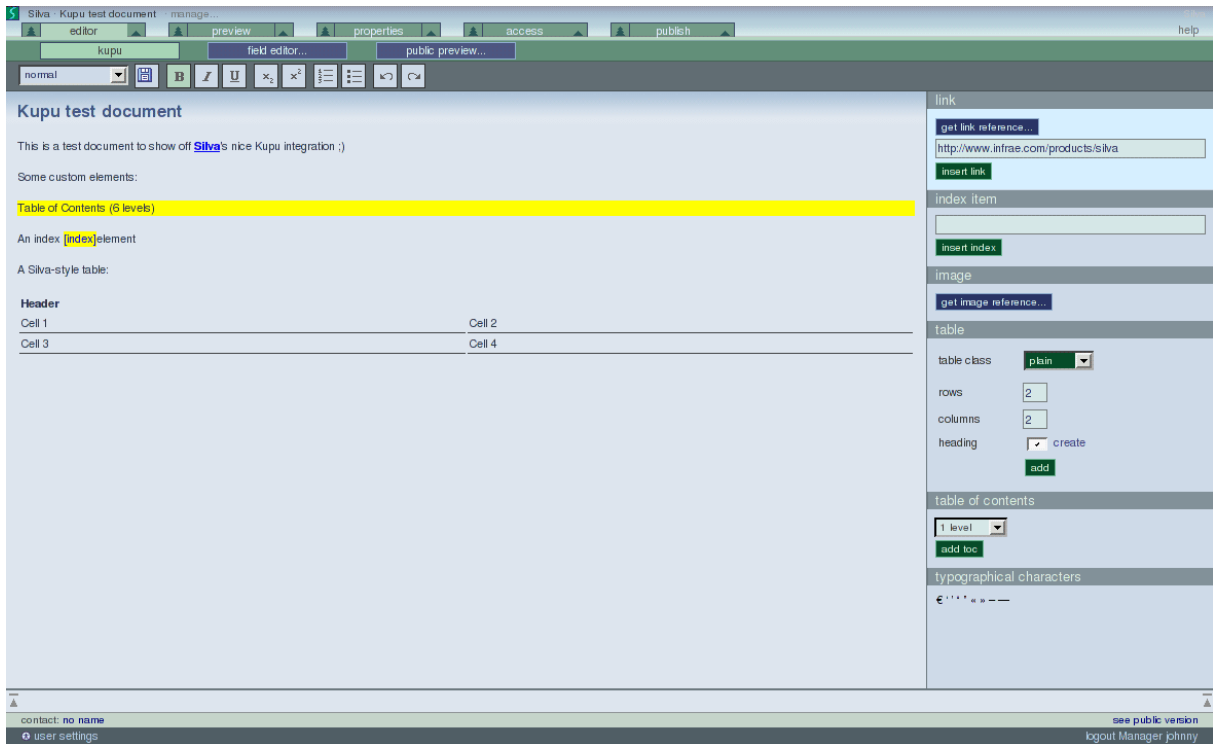 Silva · Kupu test document · manage...
editor preview properties access publish help
kupu field editor... public preview...
normal B I U x2 x2
Kupu test document
This is a test document to show off Silva's nice Kupu integration ;)
Some custom elements:
Table of Contents (6 levels)
An index [index]element
A Silva-style table:
Header
Cell 1 Cell 2
Cell 3 Cell 4
link
get link reference...
http://www.infrae.com/products/silva
insert link
index item
insert index
image
get image reference...
table
table class plain
rows 2
columns 2
heading create
add
table of contents
1 level
add toc
typographical characters
€ ‘ ’ “ ” « » – —
contact: no name see public version
user settings logout Manager johnny